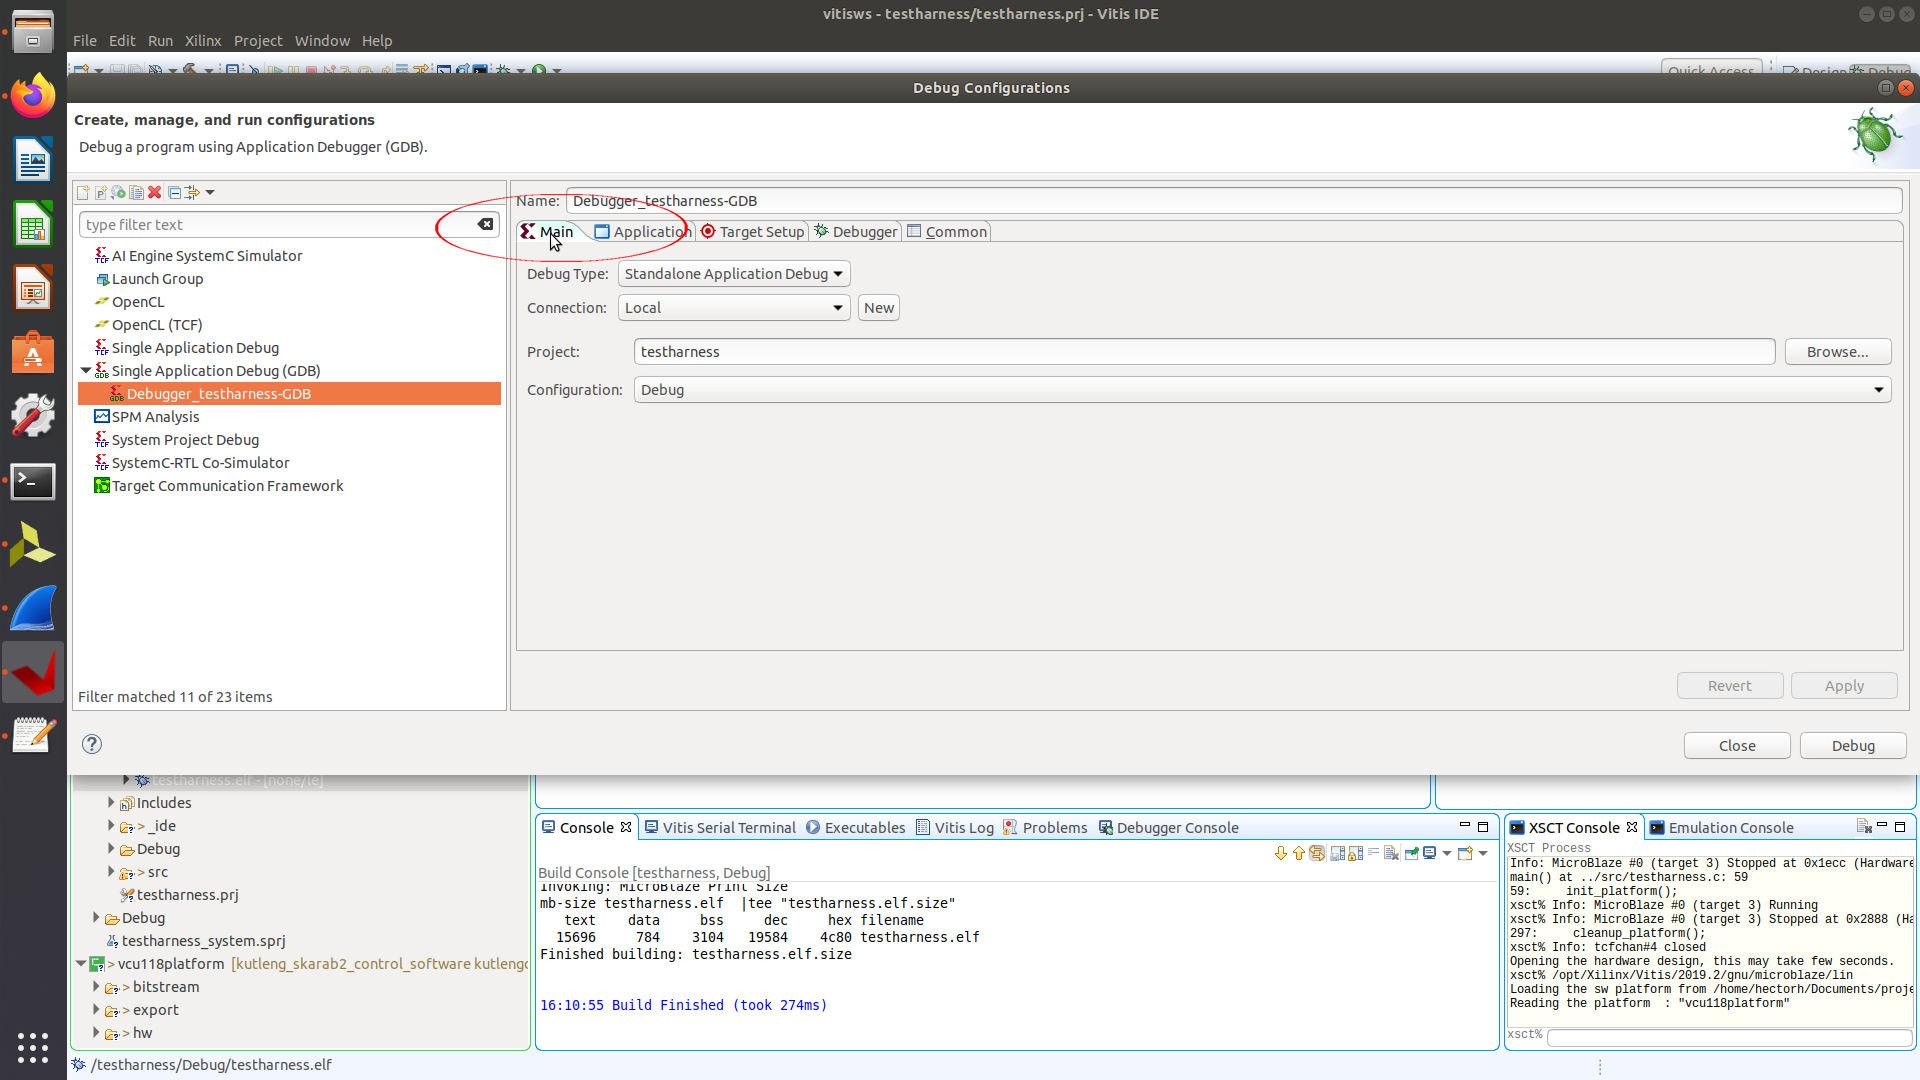 vitisws - testharness/testharness.prj - Vitis IDE
File Edit Run Xilinx Project Window Help
Quick Access Design Debug
Debug Configurations
Create, manage, and run configurations
Debug a program using Application Debugger (GDB).
type filter text
AI Engine SystemC Simulator
Launch Group
OpenCL
OpenCL (TCF)
Single Application Debug
Single Application Debug (GDB)
Debugger_testharness-GDB
SPM Analysis
System Project Debug
SystemC-RTL Co-Simulator
Target Communication Framework
Filter matched 11 of 23 items
Name: Debugger_testharness-GDB
Main Application Target Setup Debugger Common
Debug Type: Standalone Application Debug
Connection: Local New
Project: testharness Browse...
Configuration: Debug
Revert Apply
Close Debug
testharness.elf - [none/le]
Includes
> _ide
Debug
> src
testharness.prj
Debug
testharness_system.sprj
> vcu118platform [kutleng_skarab2_control_software kutleng
> bitstream
> export
> hw
Console Vitis Serial Terminal Executables Vitis Log Problems Debugger Console
Build Console [testharness, Debug]
Invoking: MicroBlaze Print Size
mb-size testharness.elf |tee "testharness.elf.size"
text data bss dec hex filename
15696 784 3104 19584 4c80 testharness.elf
Finished building: testharness.elf.size
16:10:55 Build Finished (took 274ms)
XSCT Console Emulation Console
XSCT Process
Info: MicroBlaze #0 (target 3) Stopped at 0x1ecc (Hardware
main() at ../src/testharness.c: 59
59: init_platform();
xsct% Info: MicroBlaze #0 (target 3) Running
xsct% Info: MicroBlaze #0 (target 3) Stopped at 0x2888 (Ha
297: cleanup_platform();
xsct% Info: tcfchan#4 closed
Opening the hardware design, this may take few seconds.
xsct% /opt/Xilinx/Vitis/2019.2/gnu/microblaze/lin
Loading the sw platform from /home/hectorh/Documents/proje
Reading the platform : "vcu118platform"
xsct%
/testharness/Debug/testharness.elf